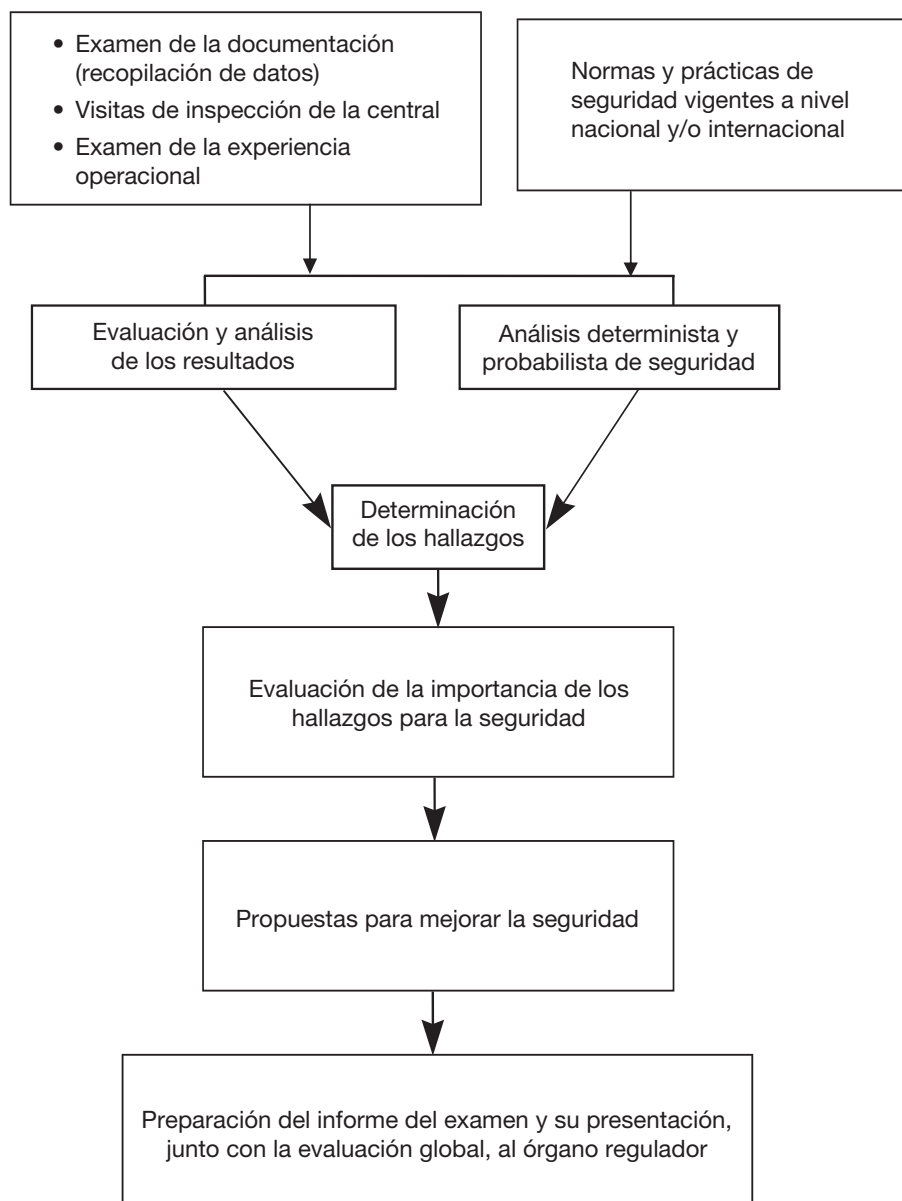 • Examen de la documentación
(recopilación de datos)
• Visitas de inspección de la central
• Examen de la experiencia
operacional
Normas y prácticas de
seguridad vigentes a nivel
nacional y/o internacional
Evaluación y análisis
de los resultados
Análisis determinista y
probabilista de seguridad
Determinación
de los hallazgos
Evaluación de la importancia de los
hallazgos para la seguridad
Propuestas para mejorar la seguridad
Preparación del informe del examen y su presentación,
junto con la evaluación global, al órgano regulador